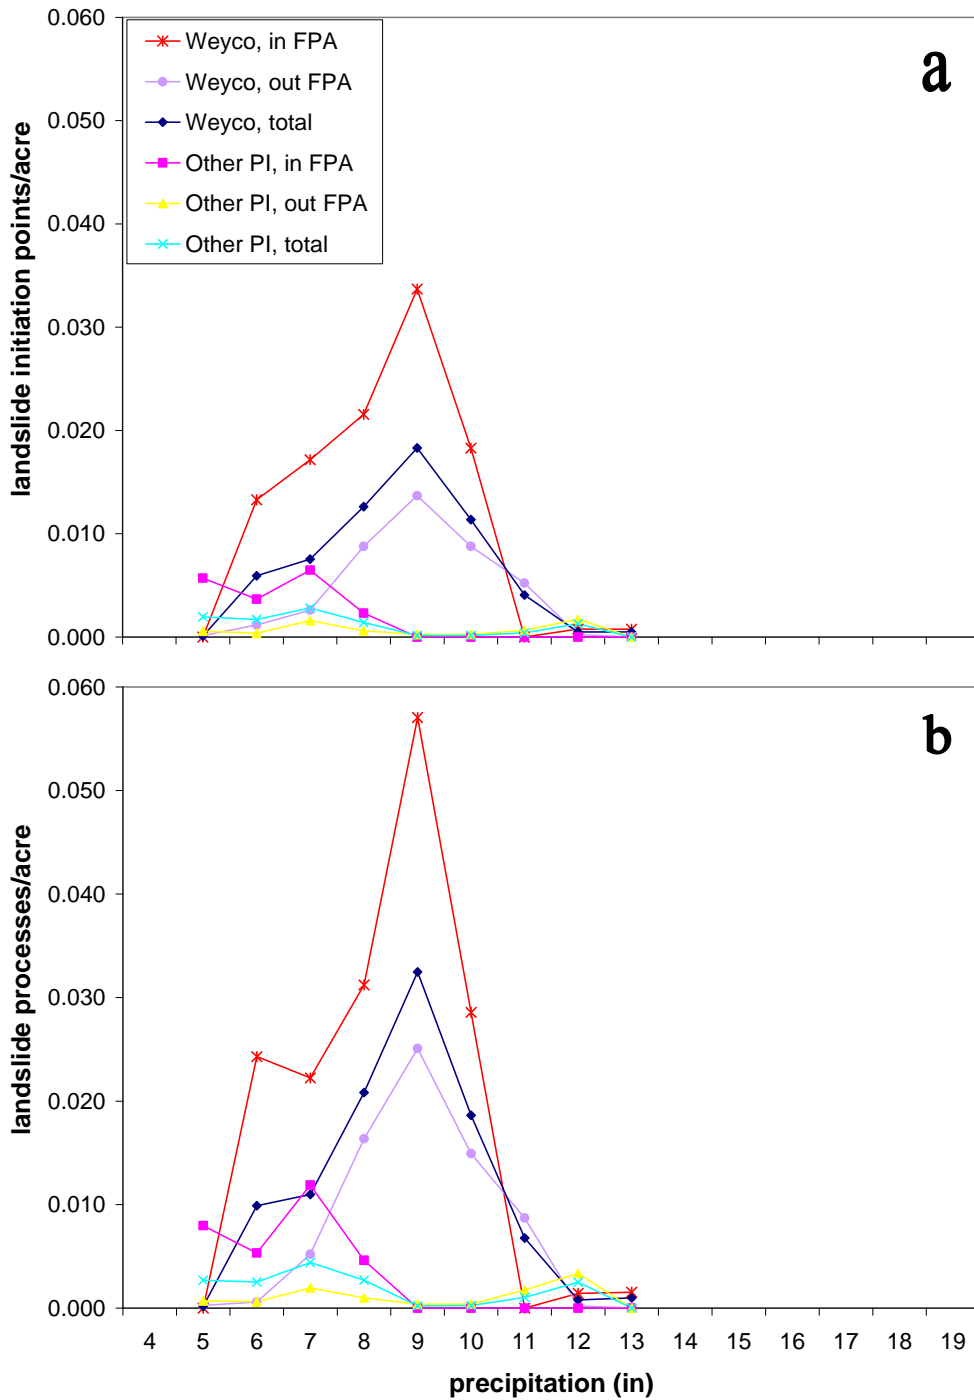 0.060
0.050
0.040
0.030
0.020
0.010
0.000
landslide initiation points/acre
Weyco, in FPA
Weyco, out FPA
Weyco, total
Other PI, in FPA
Other PI, out FPA
Other PI, total
a
0.060
0.050
0.040
0.030
0.020
0.010
0.000
landslide processes/acre
b
4 5 6 7 8 9 10 11 12 13 14 15 16 17 18 19
precipitation (in)